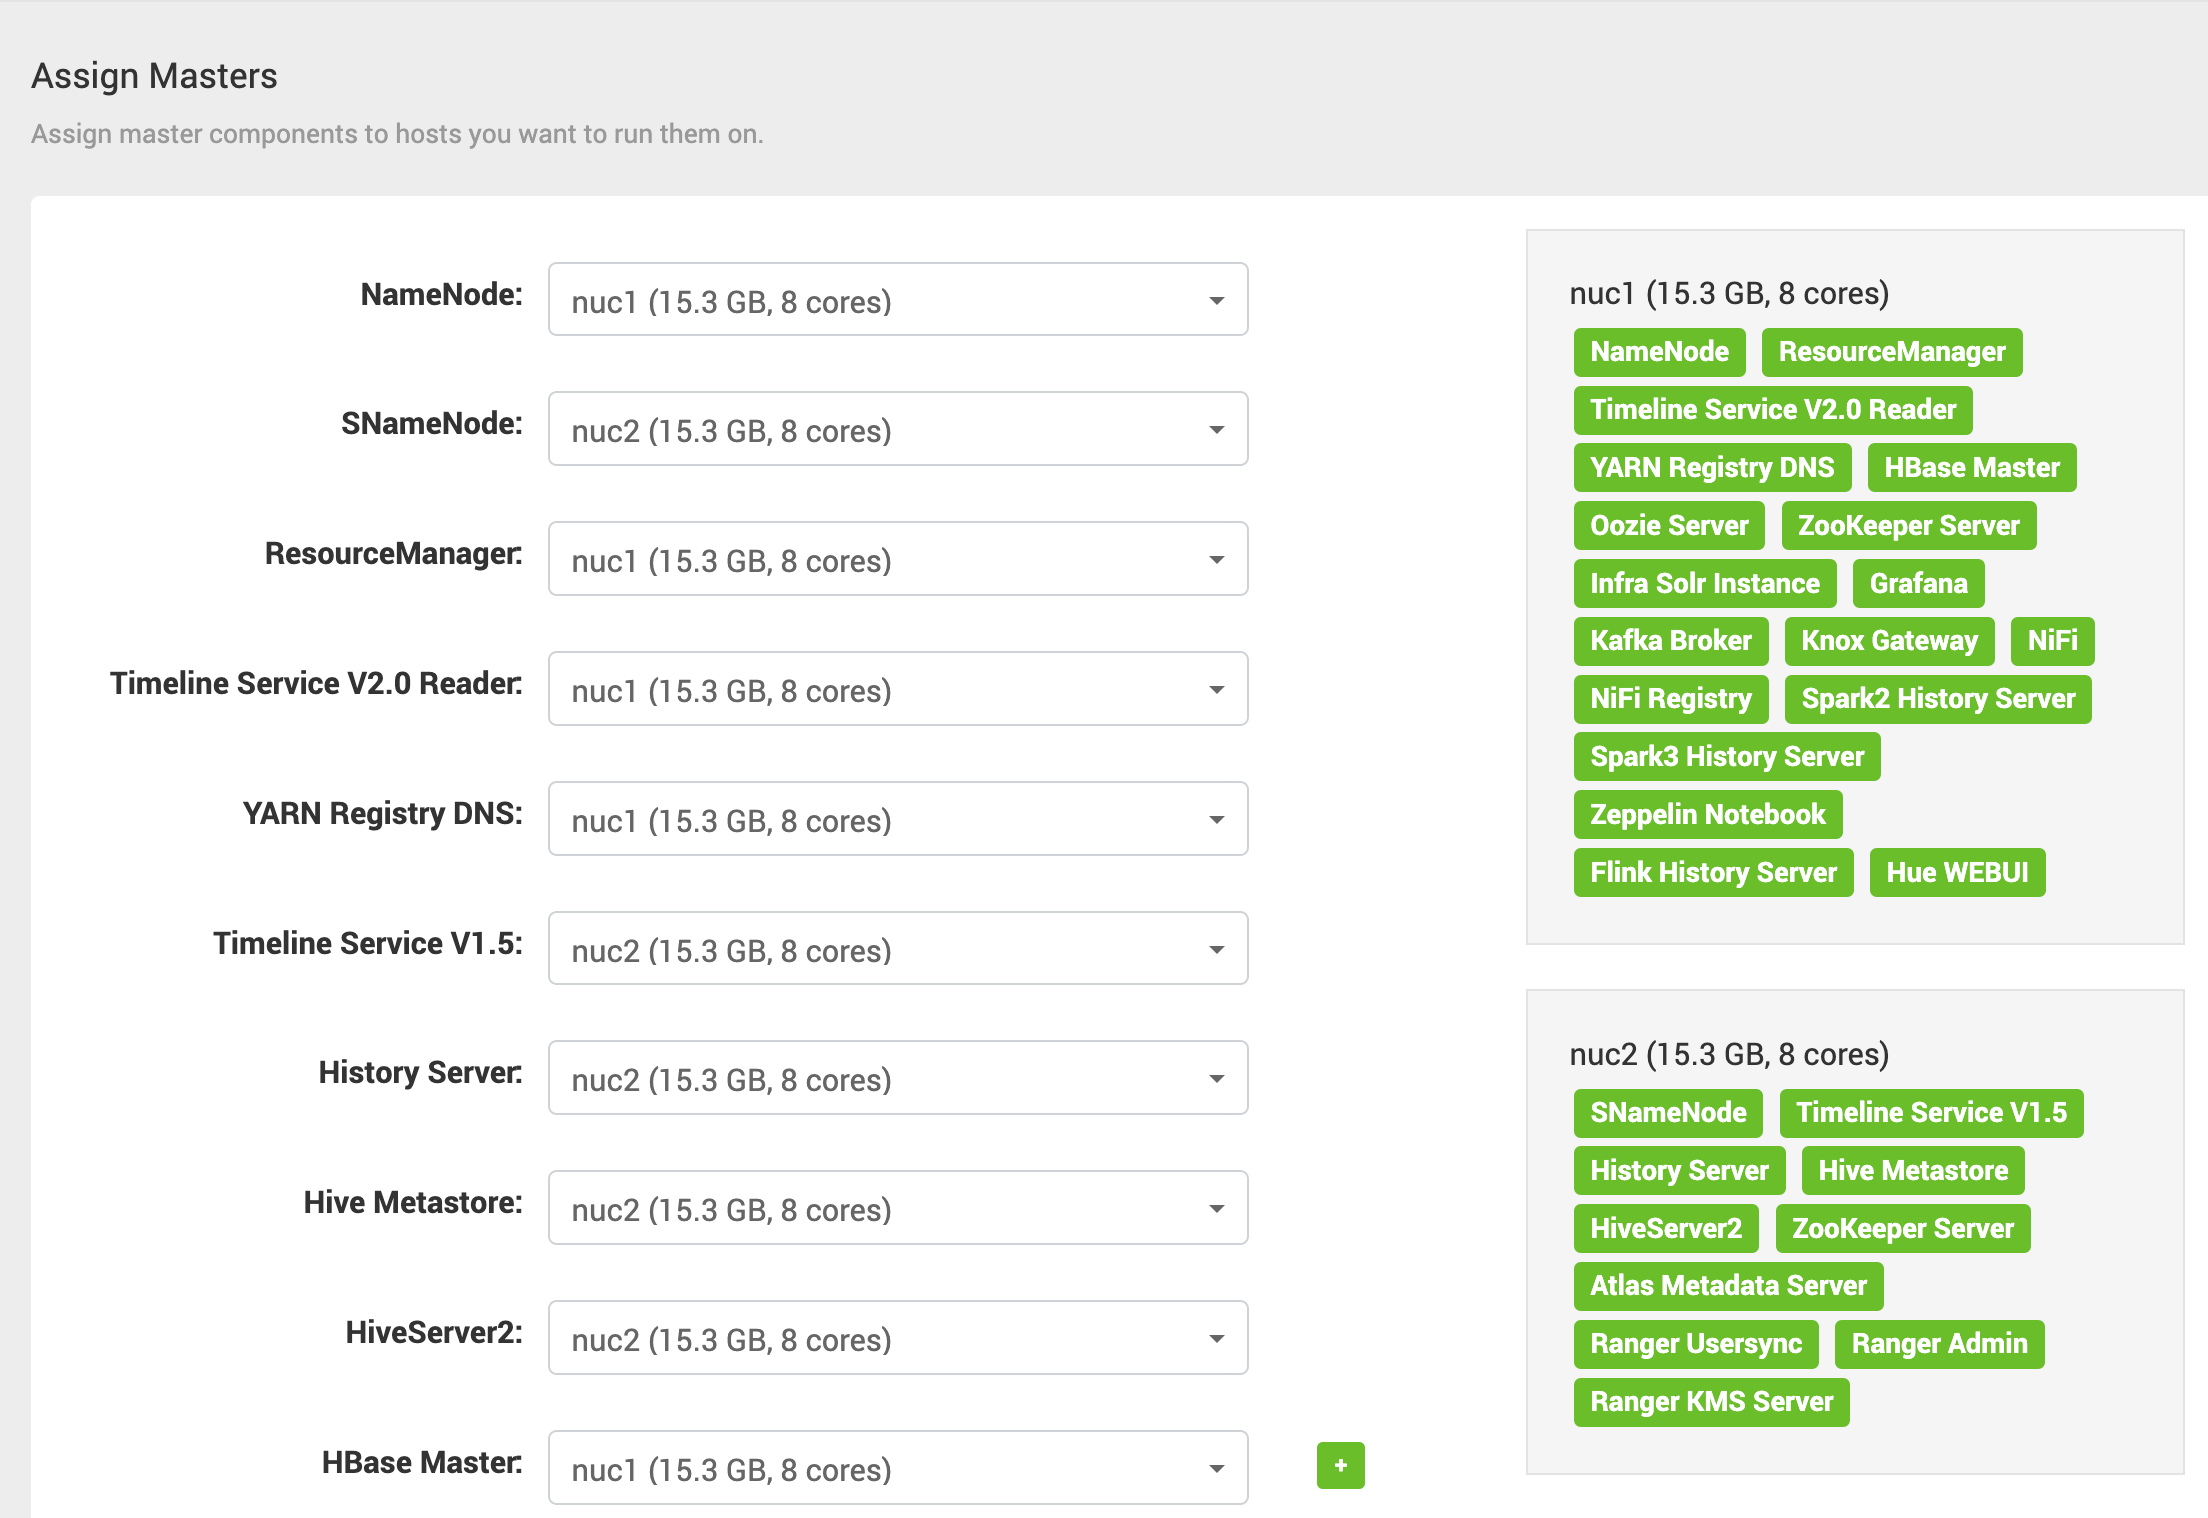 Assign Masters
Assign master components to hosts you want to run them on.
NameNode: nuc1 (15.3 GB, 8 cores)
SNameNode: nuc2 (15.3 GB, 8 cores)
ResourceManager: nuc1 (15.3 GB, 8 cores)
Timeline Service V2.0 Reader: nuc1 (15.3 GB, 8 cores)
YARN Registry DNS: nuc1 (15.3 GB, 8 cores)
Timeline Service V1.5: nuc2 (15.3 GB, 8 cores)
History Server: nuc2 (15.3 GB, 8 cores)
Hive Metastore: nuc2 (15.3 GB, 8 cores)
HiveServer2: nuc2 (15.3 GB, 8 cores)
HBase Master: nuc1 (15.3 GB, 8 cores) +
nuc1 (15.3 GB, 8 cores)
NameNode ResourceManager
Timeline Service V2.0 Reader
YARN Registry DNS HBase Master
Oozie Server ZooKeeper Server
Infra Solr Instance Grafana
Kafka Broker Knox Gateway NiFi
NiFi Registry Spark2 History Server
Spark3 History Server
Zeppelin Notebook
Flink History Server Hue WEBUI
nuc2 (15.3 GB, 8 cores)
SNameNode Timeline Service V1.5
History Server Hive Metastore
HiveServer2 ZooKeeper Server
Atlas Metadata Server
Ranger Usersync Ranger Admin
Ranger KMS Server